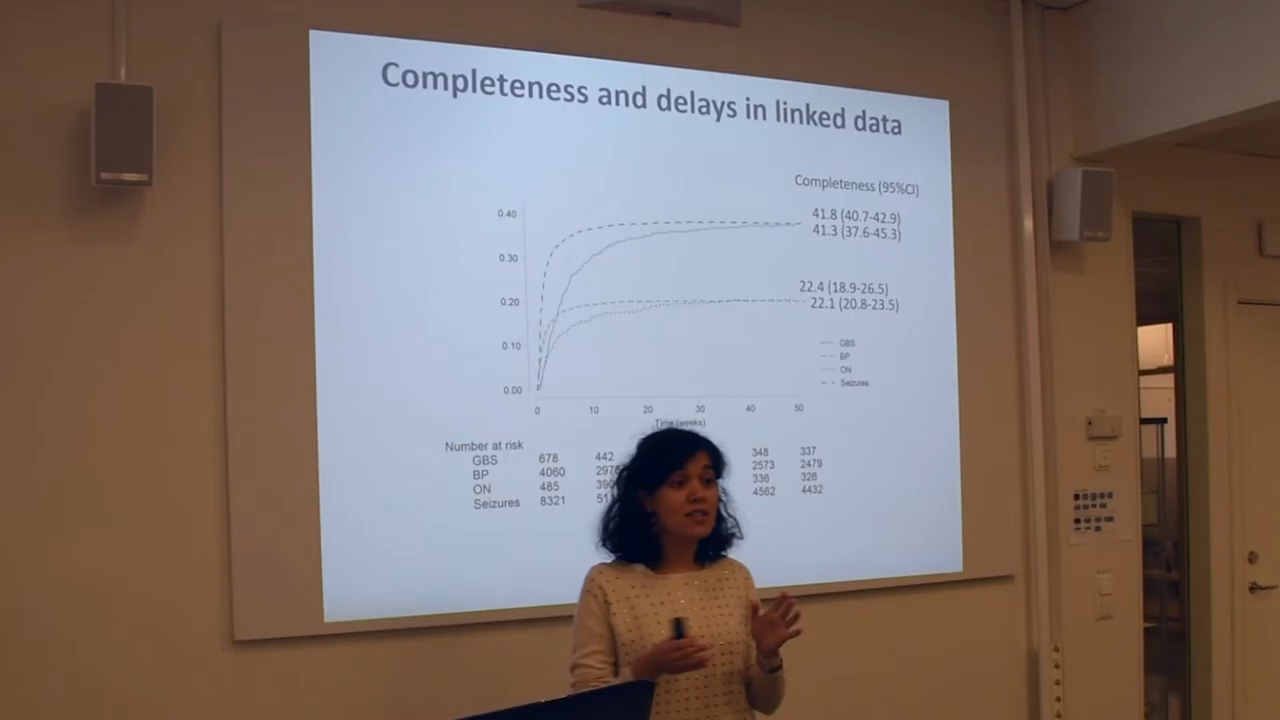 Completeness and delays in linked data
Completeness (95%CI)
0.40
0.30
0.20
0.10
0.00
41.8 (40.7-42.9)
41.3 (37.6-45.3)
22.4 (18.9-26.5)
22.1 (20.8-23.5)
GBS
BP
ON
Seizures
0 10 20 30 40 50
Time (weeks)
Number at risk
GBS 678 442 348 337
BP 4060 2573 2479
ON 485 336 326
Seizures 8321 4562 4432